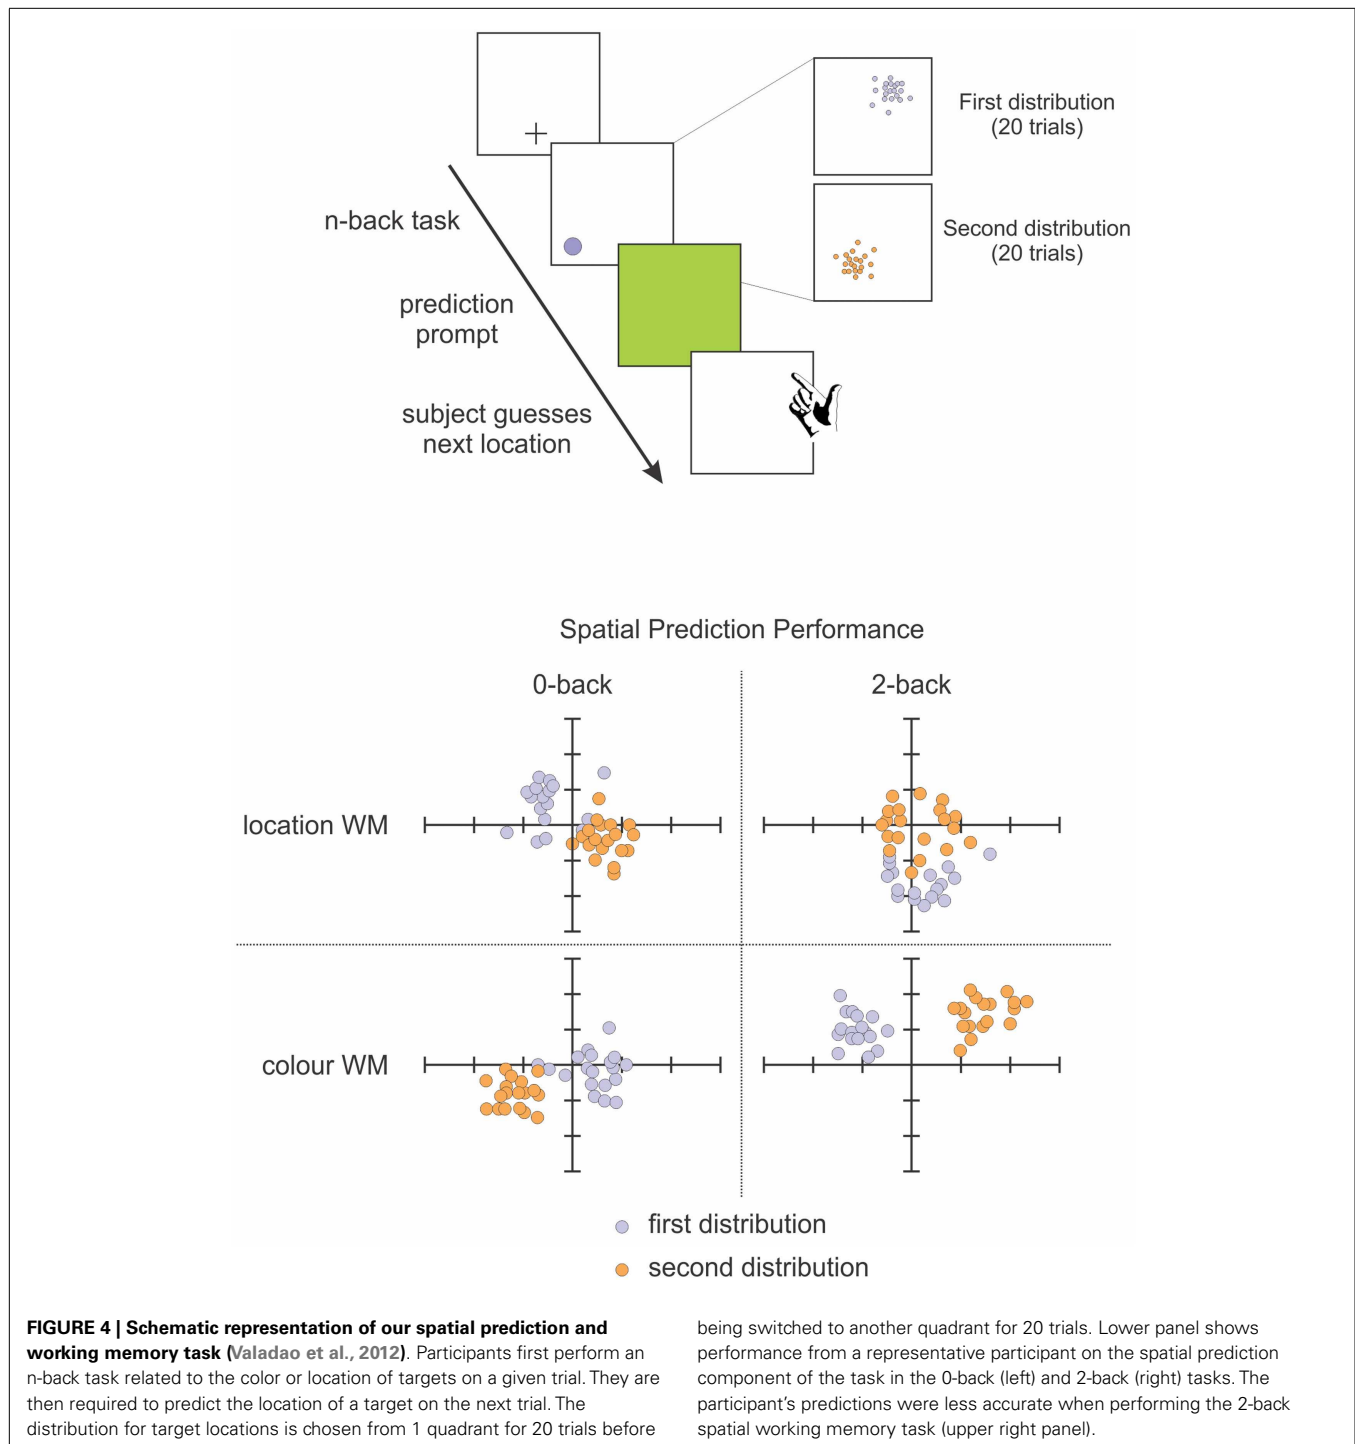 First distribution
(20 trials)
n-back task
Second distribution
(20 trials)
prediction
prompt
subject guesses
next location
Spatial Prediction Performance
0-back
2-back
location WM
colour WM
first distribution
second distribution
FIGURE 4 | Schematic representation of our spatial prediction and
working memory task (Valadao et al., 2012). Participants first perform an
n-back task related to the color or location of targets on a given trial. They are
then required to predict the location of a target on the next trial. The
distribution for target locations is chosen from 1 quadrant for 20 trials before
being switched to another quadrant for 20 trials. Lower panel shows
performance from a representative participant on the spatial prediction
component of the task in the 0-back (left) and 2-back (right) tasks. The
participant's predictions were less accurate when performing the 2-back
spatial working memory task (upper right panel).